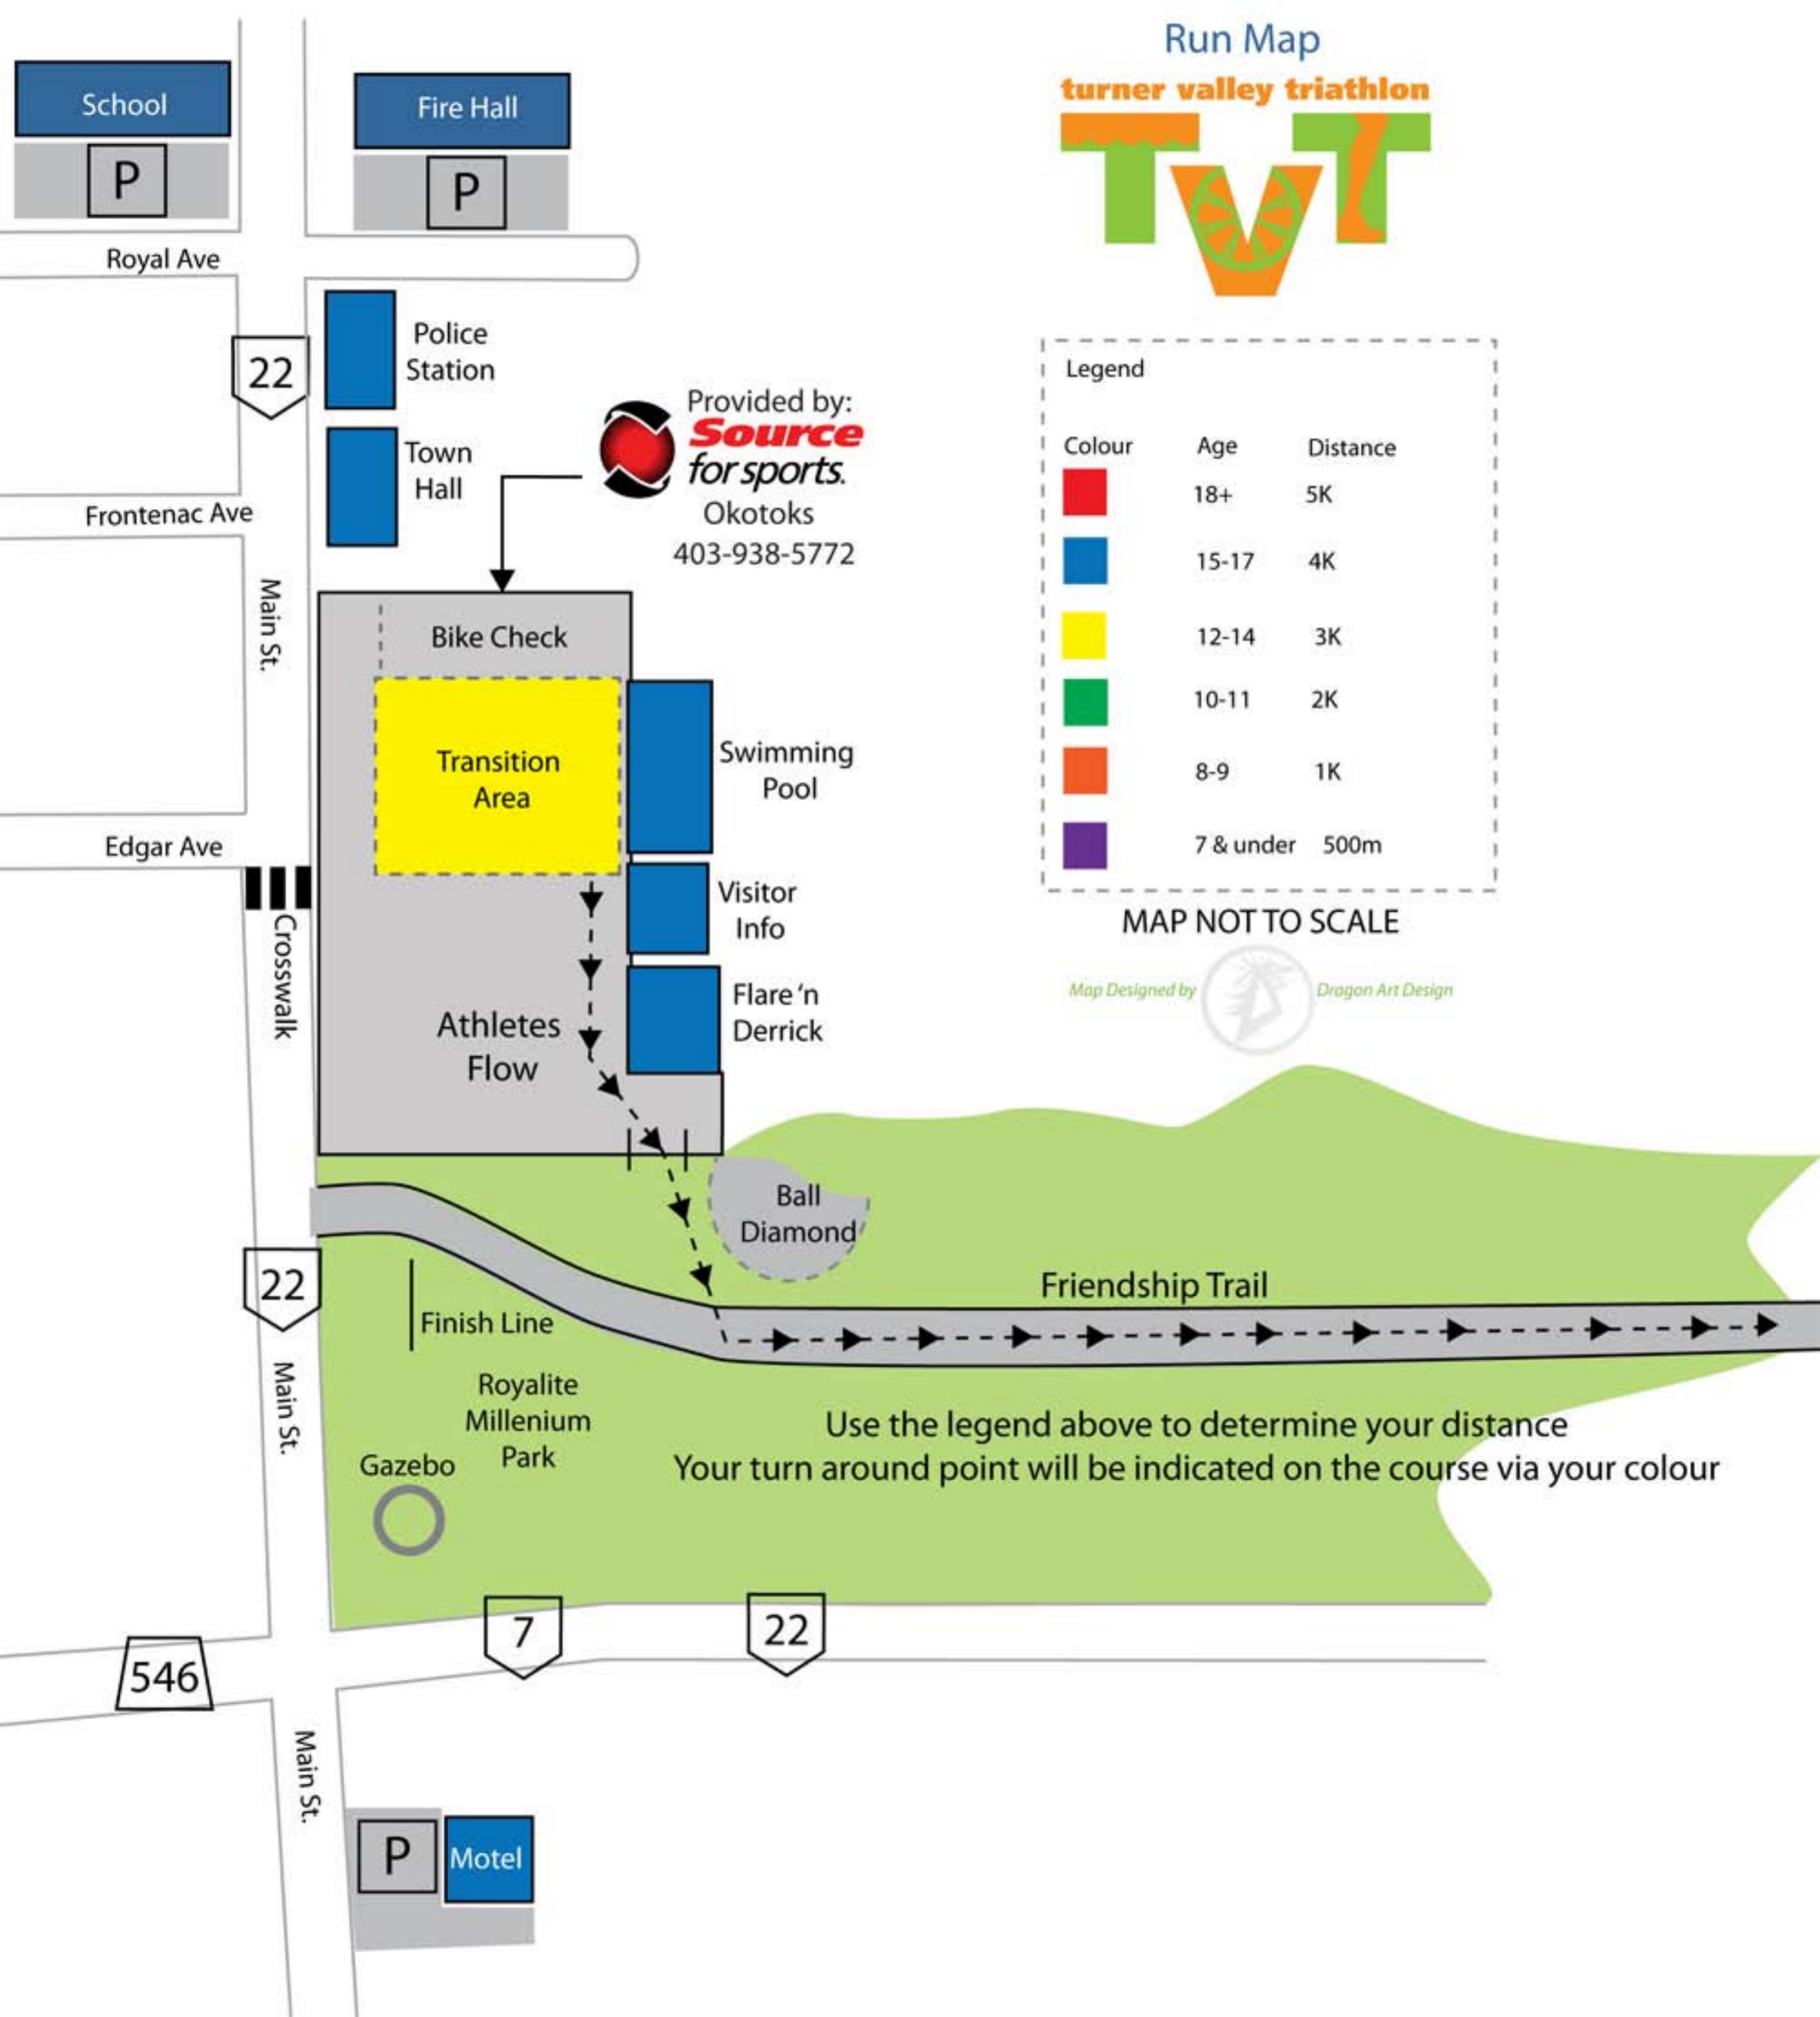 Run Map
turner valley triathlon
TVT
School
Fire Hall
P
P
Royal Ave
22
Police
Station
Town
Hall
Provided by:
Source
for sports.
Okotoks
403-938-5772
Frontenac Ave
Main St.
Legend
Colour Age Distance
18+ 5K
15-17 4K
12-14 3K
10-11 2K
8-9 1K
7 & under 500m
MAP NOT TO SCALE
Map Designed by Dragon Art Design
Bike Check
Transition
Area
Swimming
Pool
Edgar Ave
Crosswalk
Visitor
Info
Flare 'n
Derrick
Athletes
Flow
Ball
Diamond
Friendship Trail
22
Finish Line
Main St.
Royalite
Millenium
Park
Gazebo
Use the legend above to determine your distance
Your turn around point will be indicated on the course via your colour
7
22
546
Main St.
P
Motel